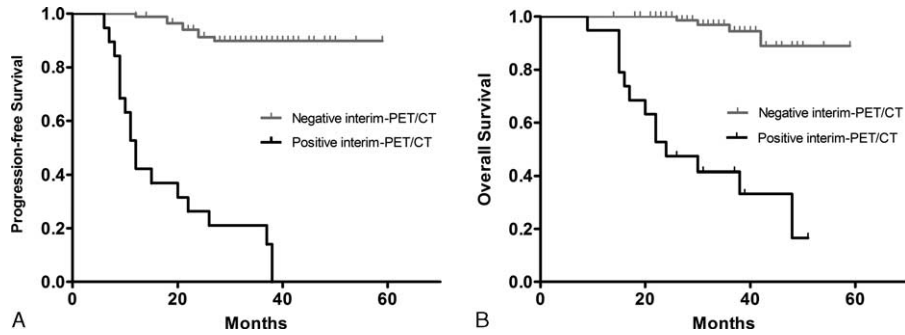 Progression-free Survival
1.0
0.8
0.6
0.4
0.2
0.0
0
20
40
60
Months
Negative interim-PET/CT
Positive interim-PET/CT
A
Overall Survival
1.0
0.8
0.6
0.4
0.2
0.0
0
20
40
60
Months
Negative interim-PET/CT
Positive interim-PET/CT
B